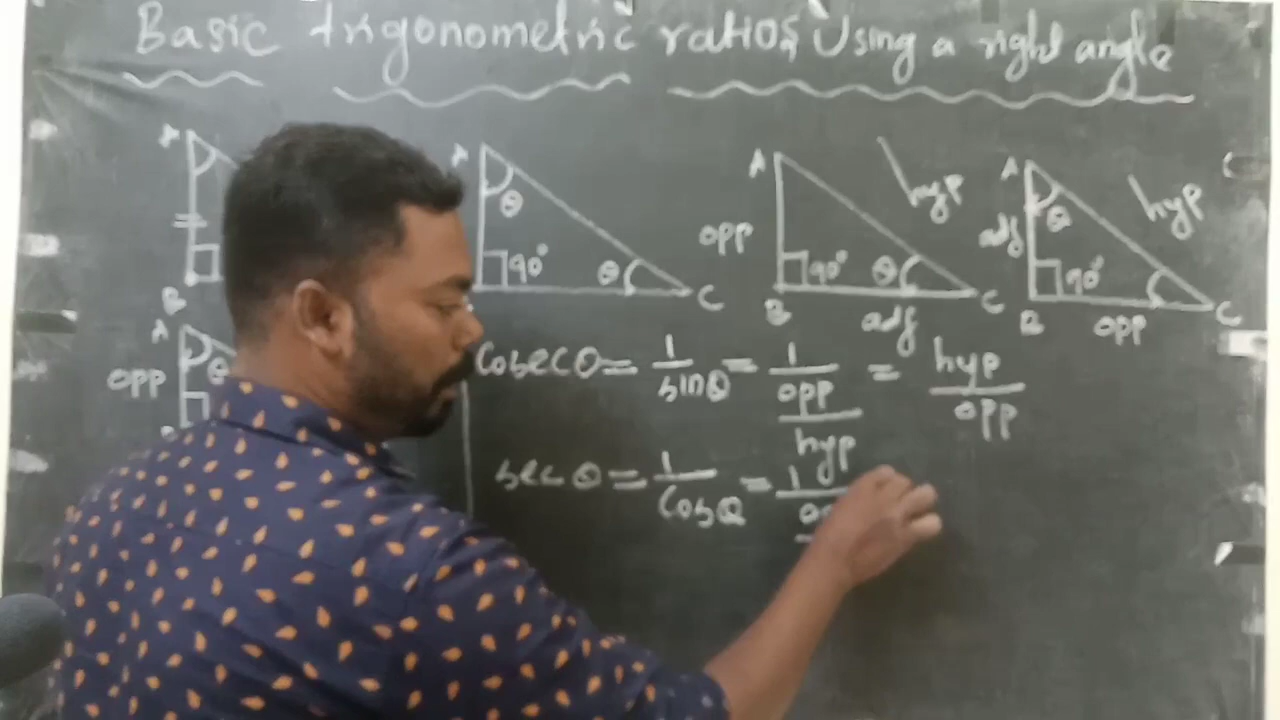 Basic trigonometric ratios Using a right angle
A
B
A θ 90° θ C
A opp 90° θ B adj C hyp
A adj θ 90° B opp C hyp
A opp θ
Cosecθ = 1/sinθ = 1/opp/hyp = hyp/opp
secθ = 1/Cosθ = 1/